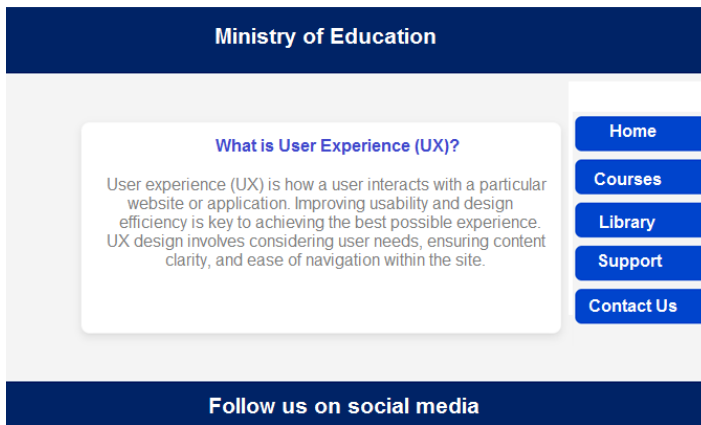 Ministry of Education
What is User Experience (UX)?
User experience (UX) is how a user interacts with a particular
website or application. Improving usability and design
efficiency is key to achieving the best possible experience.
UX design involves considering user needs, ensuring content
clarity, and ease of navigation within the site.
Home
Courses
Library
Support
Contact Us
Follow us on social media